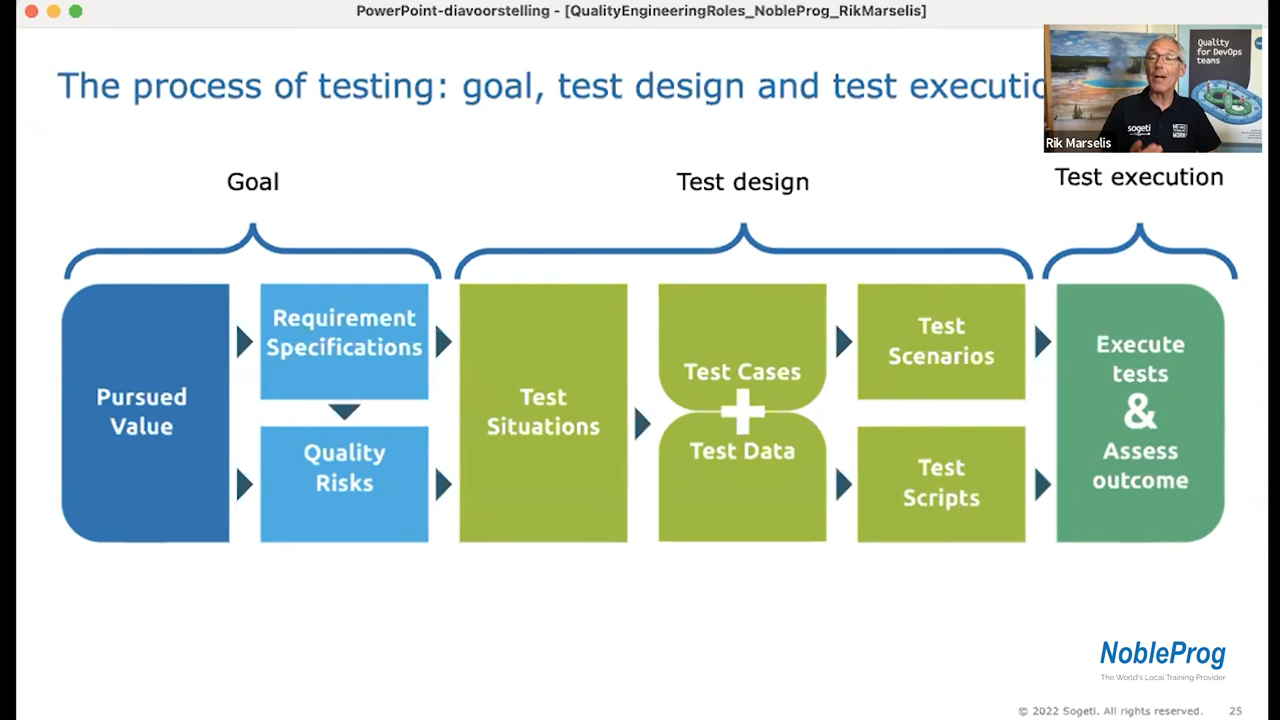 PowerPoint-diavoorstelling - [QualityEngineeringRoles_NobleProg_RikMarselis]
The process of testing: goal, test design and test executio
Quality
for DevOps
teams
sogeti
Rik Marselis
Goal
Test design
Test execution
Pursued
Value
Requirement
Specifications
Quality
Risks
Test
Situations
Test Cases
Test Data
Test
Scenarios
Test
Scripts
Execute
tests
&
Assess
outcome
NobleProg
The World's Local Training Provider
© 2022 Sogeti. All rights reserved.
25